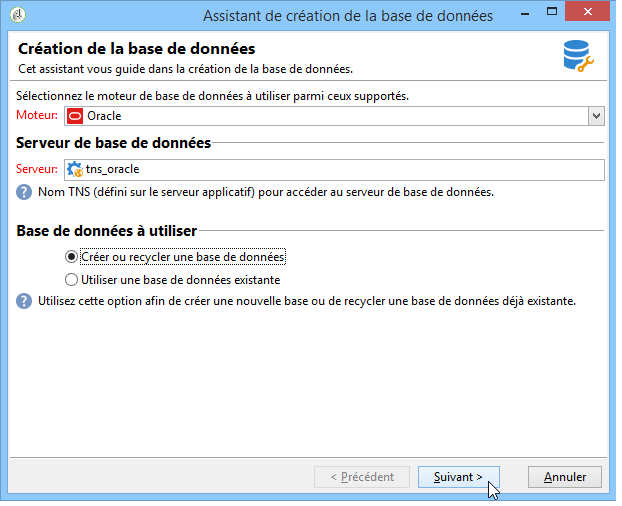 Assistant de création de la base de données
Création de la base de données
Cet assistant vous guide dans la création de la base de données.
Sélectionnez le moteur de base de données à utiliser parmi ceux supportés.
Moteur: Oracle
Serveur de base de données
Serveur: tns_oracle
? Nom TNS (défini sur le serveur applicatif) pour accéder au serveur de base de données.
Base de données à utiliser
Créer ou recycler une base de données
Utiliser une base de données existante
? Utilisez cette option afin de créer une nouvelle base ou de recycler une base de données déjà existante.
< Précédent Suivant > Annuler